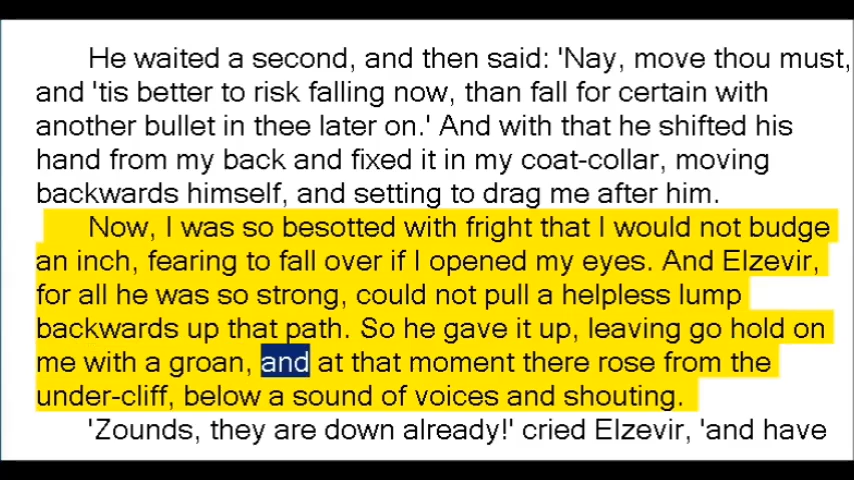 He waited a second, and then said: 'Nay, move thou must,
and 'tis better to risk falling now, than fall for certain with
another bullet in thee later on.' And with that he shifted his
hand from my back and fixed it in my coat-collar, moving
backwards himself, and setting to drag me after him.
Now, I was so besotted with fright that I would not budge
an inch, fearing to fall over if I opened my eyes. And Elzevir,
for all he was so strong, could not pull a helpless lump
backwards up that path. So he gave it up, leaving go hold on
me with a groan, and at that moment there rose from the
under-cliff, below a sound of voices and shouting.
'Zounds, they are down already!' cried Elzevir, 'and have